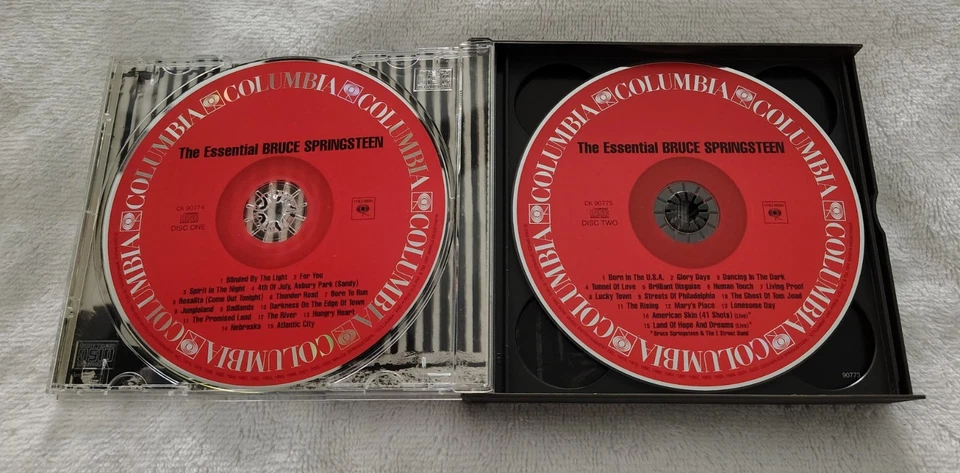 COLUMBIA COLUMBIA COLUMBIA COLUMBIA COLUMBIA COLUMBIA
The Essential BRUCE SPRINGSTEEN
CK 90774
DISC ONE
COLUMBIA
1 Blinded By The Light 2 For You
3 Spirit In The Night 4 4th Of July, Asbury Park (Sandy)
5 Rosalita (Come Out Tonight) 6 Thunder Road 7 Born To Run
8 Jungleland 9 Badlands 10 Darkness On The Edge Of Town
11 The Promised Land 12 The River 13 Hungry Heart
14 Nebraska 15 Atlantic City
COLUMBIA COLUMBIA COLUMBIA COLUMBIA COLUMBIA COLUMBIA
The Essential BRUCE SPRINGSTEEN
CK 90775
DISC TWO
COLUMBIA
1 Born In The U.S.A. 2 Glory Days 3 Dancing In The Dark
4 Tunnel Of Love 5 Brilliant Disguise 6 Human Touch 7 Living Proof
8 Lucky Town 9 Streets Of Philadelphia 10 The Ghost Of Tom Joad
11 The Rising 12 Mary's Place 13 Lonesome Day
14 American Skin (41 Shots) (Live)*
15 Land Of Hope And Dreams (Live)*
* Bruce Springsteen & The E Street Band
90775